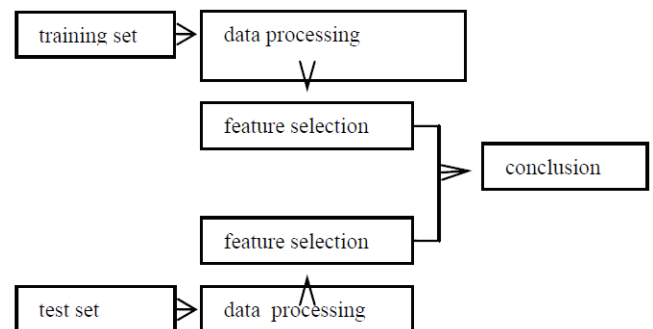 training set
data processing
feature selection
conclusion
feature selection
test set
data processing